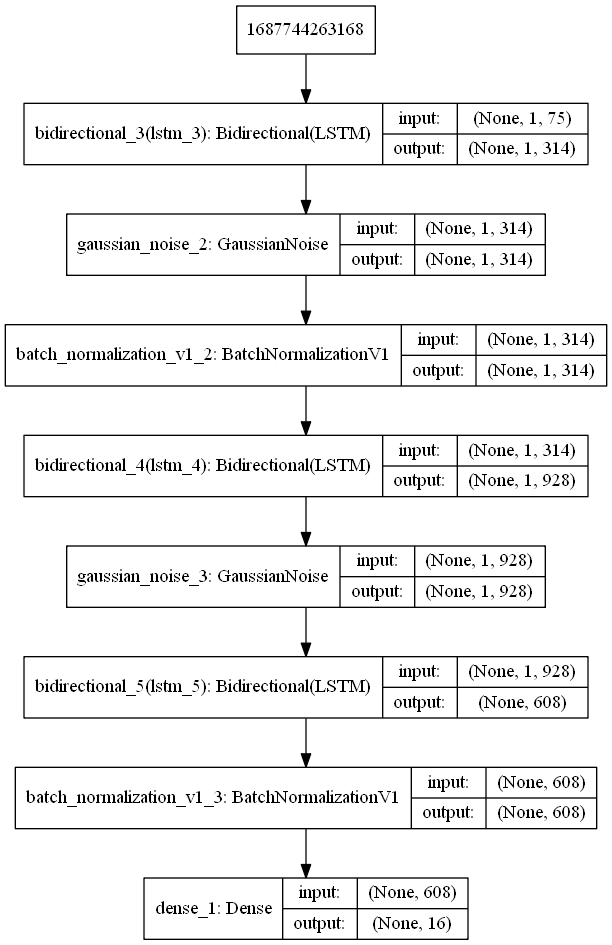 1687744263168
bidirectional_3(lstm_3): Bidirectional(LSTM)
input: (None, 1, 75)
output: (None, 1, 314)
gaussian_noise_2: GaussianNoise
input: (None, 1, 314)
output: (None, 1, 314)
batch_normalization_v1_2: BatchNormalizationV1
input: (None, 1, 314)
output: (None, 1, 314)
bidirectional_4(lstm_4): Bidirectional(LSTM)
input: (None, 1, 314)
output: (None, 1, 928)
gaussian_noise_3: GaussianNoise
input: (None, 1, 928)
output: (None, 1, 928)
bidirectional_5(lstm_5): Bidirectional(LSTM)
input: (None, 1, 928)
output: (None, 608)
batch_normalization_v1_3: BatchNormalizationV1
input: (None, 608)
output: (None, 608)
dense_1: Dense
input: (None, 608)
output: (None, 16)